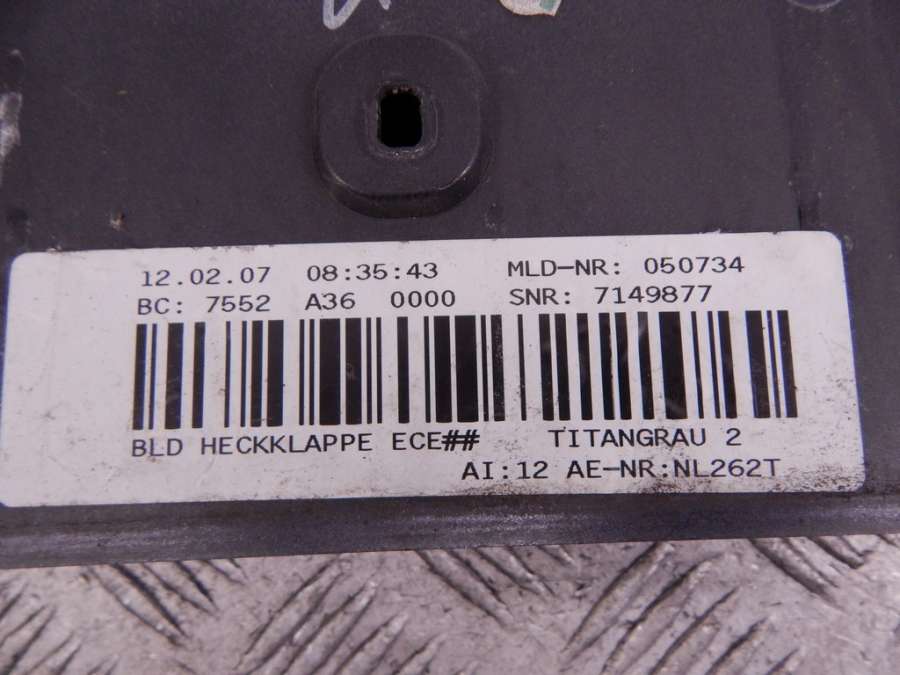 12.02.07 08:35:43 MLD-NR: 050734
BC: 7552 A36 0000 SNR: 7149877
BLD HECKKLAPPE ECE## TITANGRAU 2
AI:12 AE-NR:NL262T